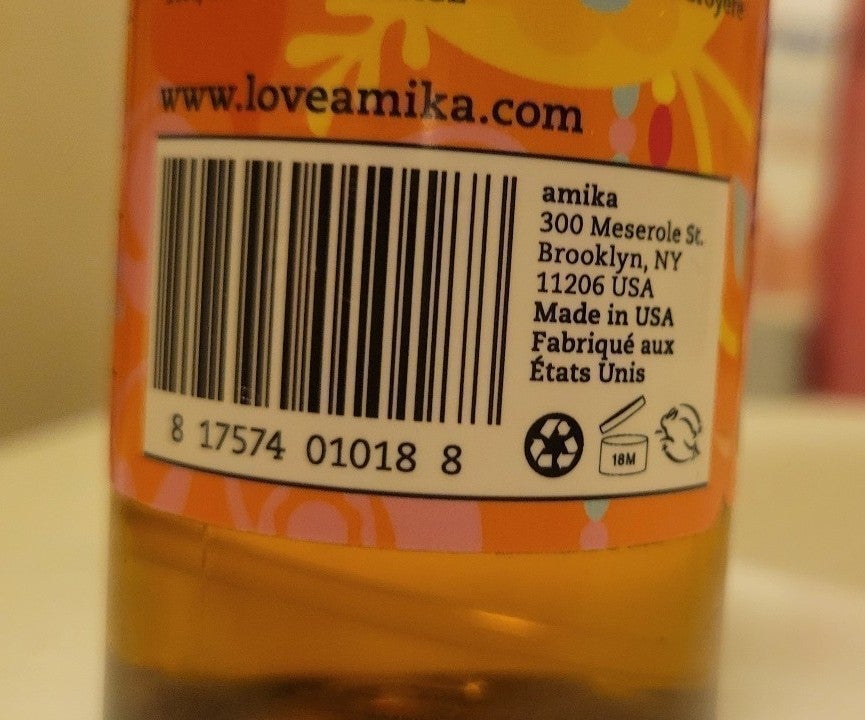 www.loveamika.com
amika
300 Meserole St.
Brooklyn, NY
11206 USA
Made in USA
Fabriqué aux
États Unis
8 17574 01018 8
18M